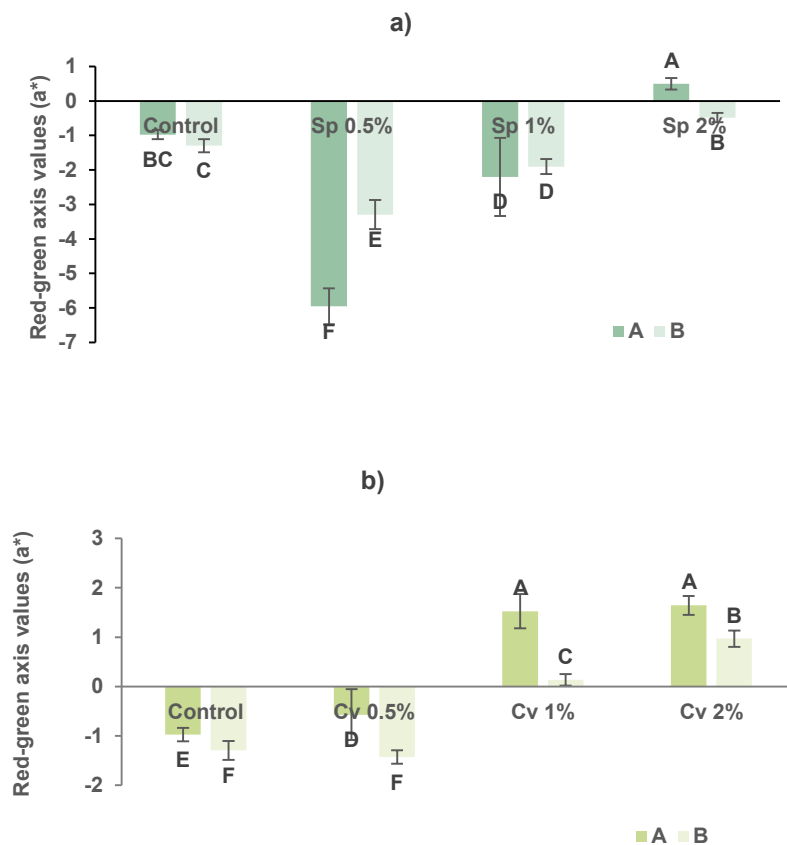 a)
Red-green axis values (a*)
1
0
-1
-2
-3
-4
-5
-6
-7
Control
Sp 0.5%
Sp 1%
Sp 2%
BC
C
F
E
D
D
A
B
A B
b)
Red-green axis values (a*)
3
2
1
0
-1
-2
Control
Cv 0.5%
Cv 1%
Cv 2%
E
F
D
F
A
C
A
B
A B